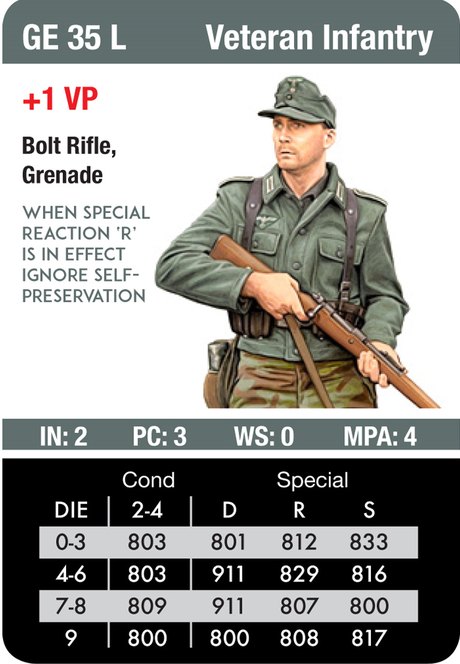 GE 35 L Veteran Infantry
+1 VP
Bolt Rifle,
Grenade
WHEN SPECIAL
REACTION 'R'
IS IN EFFECT
IGNORE SELF-
PRESERVATION
IN: 2 PC: 3 WS: 0 MPA: 4
Cond Special
DIE 2-4 D R S
0-3 803 801 812 833
4-6 803 911 829 816
7-8 809 911 807 800
9 800 800 808 817